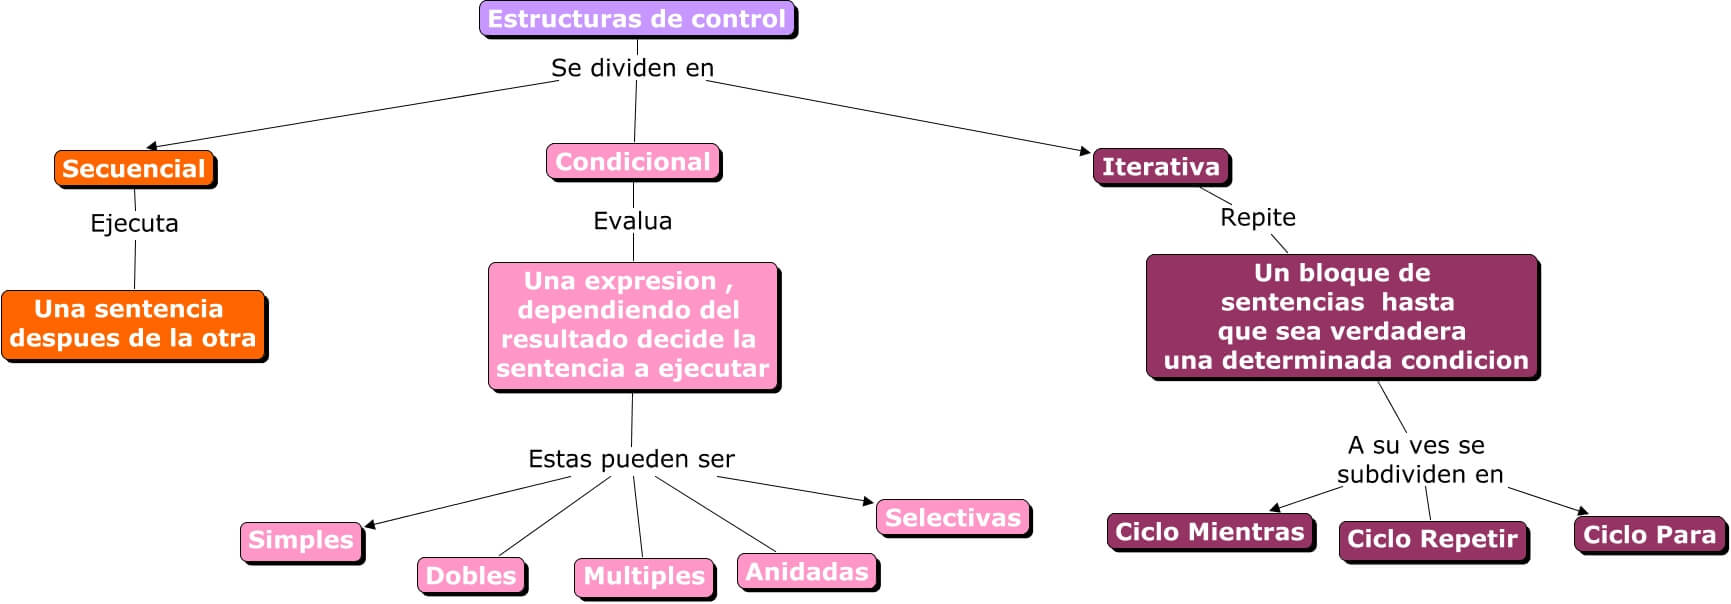 Estructuras de control
Se dividen en
Secuencial
Condicional
Iterativa
Ejecuta
Evalua
Repite
Una sentencia
despues de la otra
Una expresion ,
dependiendo del
resultado decide la
sentencia a ejecutar
Un bloque de
sentencias hasta
que sea verdadera
una determinada condicion
Estas pueden ser
A su ves se
subdividen en
Simples
Dobles
Multiples
Anidadas
Selectivas
Ciclo Mientras
Ciclo Repetir
Ciclo Para